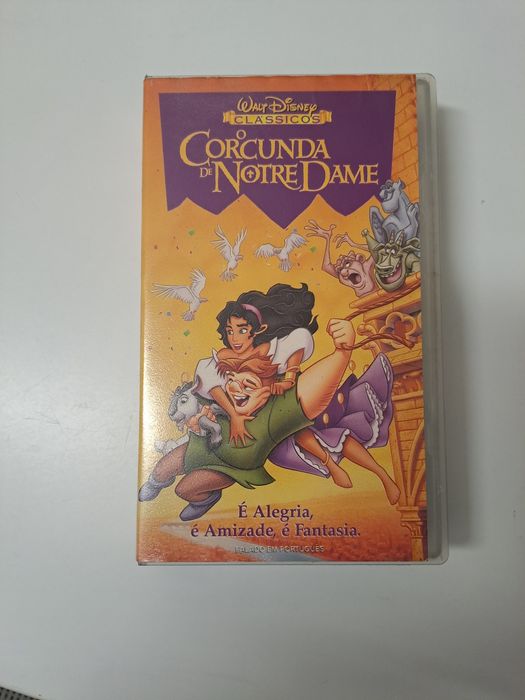 Walt Disney
CLÁSSICOS
O
CORCUNDA
DE NOTRE DAME
É Alegria,
é Amizade, é Fantasia.
FALADO EM PORTUGUÊS